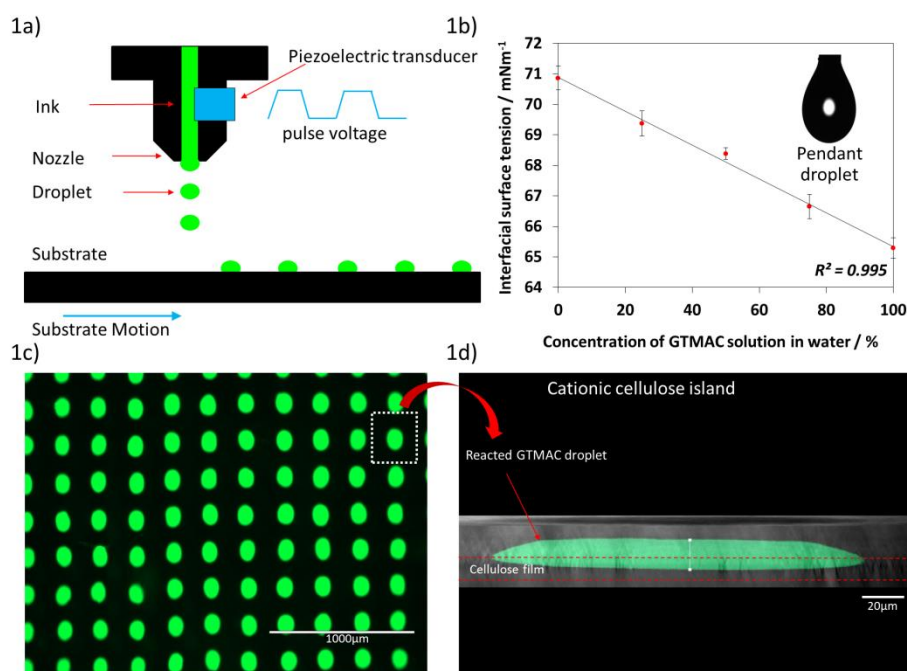 1a)
Piezoelectric transducer
Ink
pulse voltage
Nozzle
Droplet
Substrate
Substrate Motion
1b)
Interfacial surface tension / mNm⁻¹
72
71
70
69
68
67
66
65
64
0
20
40
60
80
100
Pendant
droplet
R² = 0.995
Concentration of GTMAC solution in water / %
1c)
1000µm
1d)
Cationic cellulose island
Reacted GTMAC droplet
Cellulose film
20µm